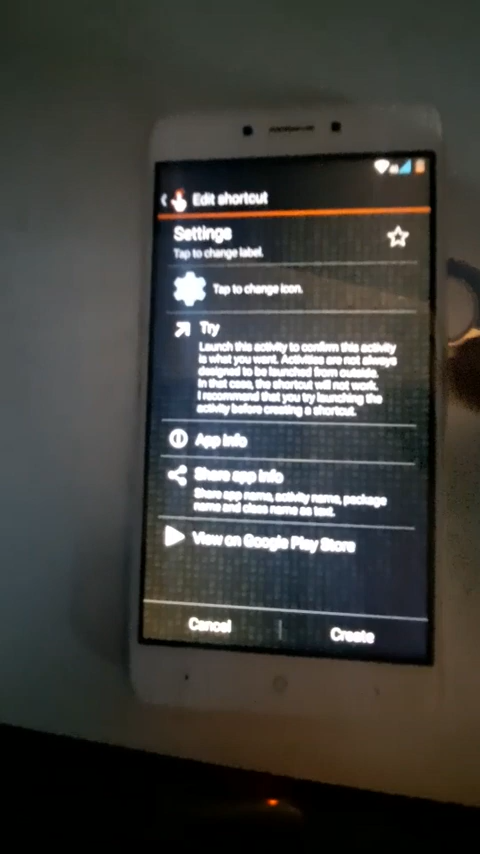 Edit shortcut
Settings
Tap to change label.
Tap to change icon.
Try
Launch this activity to confirm this activity
is what you want. Activities are not always
designed to be launched from outside.
In that case, the shortcut will not work.
I recommend that you try launching the
activity before creating a shortcut.
App info
Share app info
Share app name, activity name, package
name and class name as text.
View on Google Play Store
Cancel
Create